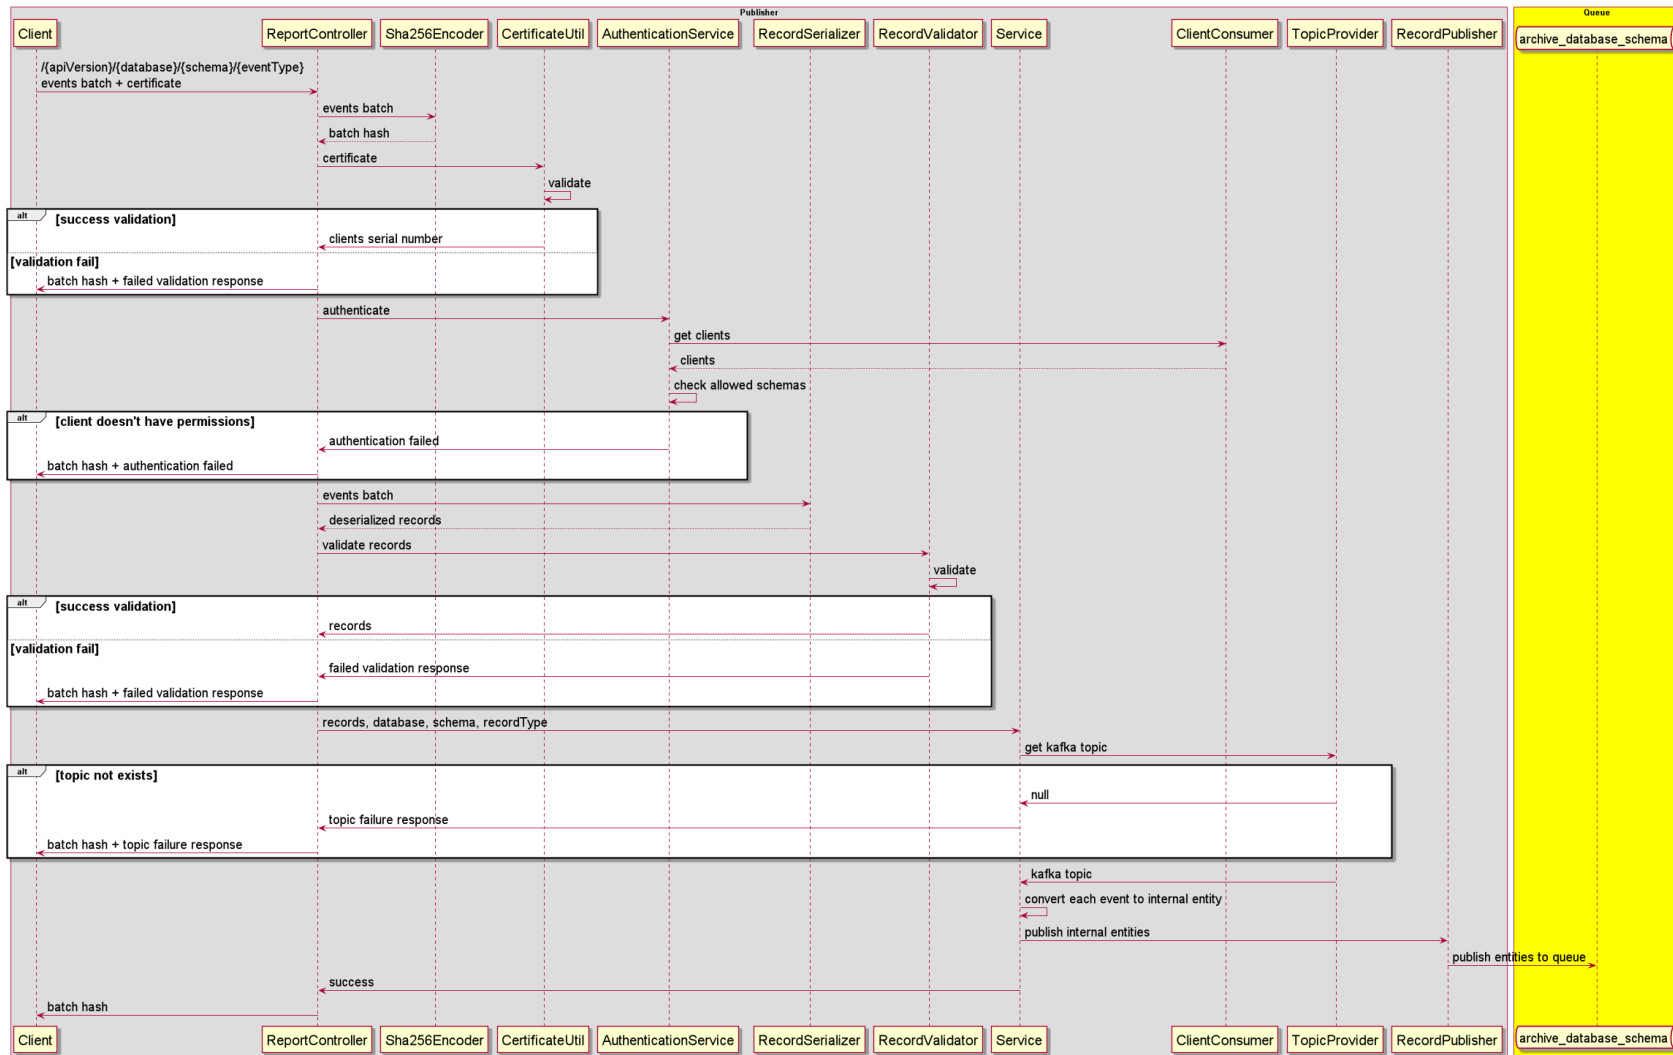 Publisher
Queue
Client
ReportController
Sha256Encoder
CertificateUtil
AuthenticationService
RecordSerializer
RecordValidator
Service
ClientConsumer
TopicProvider
RecordPublisher
archive_database_schema
/{apiVersion}/{database}/{schema}/{eventType}
events batch + certificate
events batch
batch hash
certificate
validate
alt
[success validation]
clients serial number
[validation fail]
batch hash + failed validation response
authenticate
get clients
clients
check allowed schemas
alt
[client doesn't have permissions]
authentication failed
batch hash + authentication failed
events batch
deserialized records
validate records
validate
alt
[success validation]
records
[validation fail]
failed validation response
batch hash + failed validation response
records, database, schema, recordType
get kafka topic
alt
[topic not exists]
null
topic failure response
batch hash + topic failure response
kafka topic
convert each event to internal entity
publish internal entities
publish entities to queue
success
batch hash
Client
ReportController
Sha256Encoder
CertificateUtil
AuthenticationService
RecordSerializer
RecordValidator
Service
ClientConsumer
TopicProvider
RecordPublisher
archive_database_schema